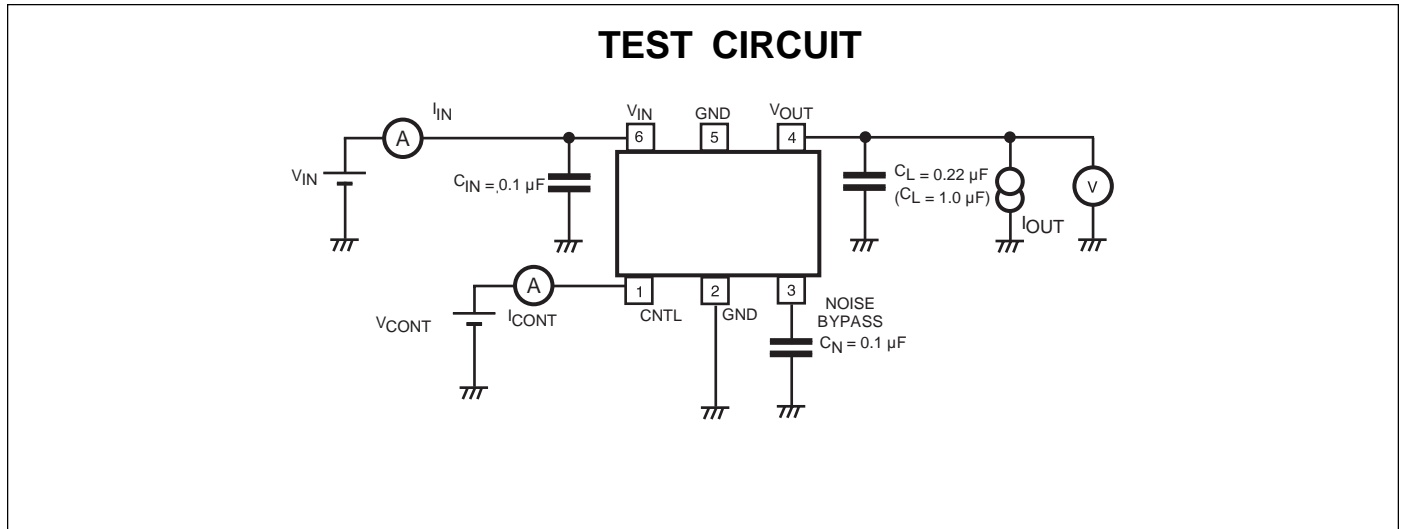 TEST CIRCUIT
IIN
VIN
GND
VOUT
A
6
5
4
VIN
CIN = ,0.1 µF
CL = 0.22 µF
(CL = 1.0 µF)
V
IOUT
A
1
2
3
VCONT
ICONT
CNTL
GND
NOISE
BYPASS
CN = 0.1 µF